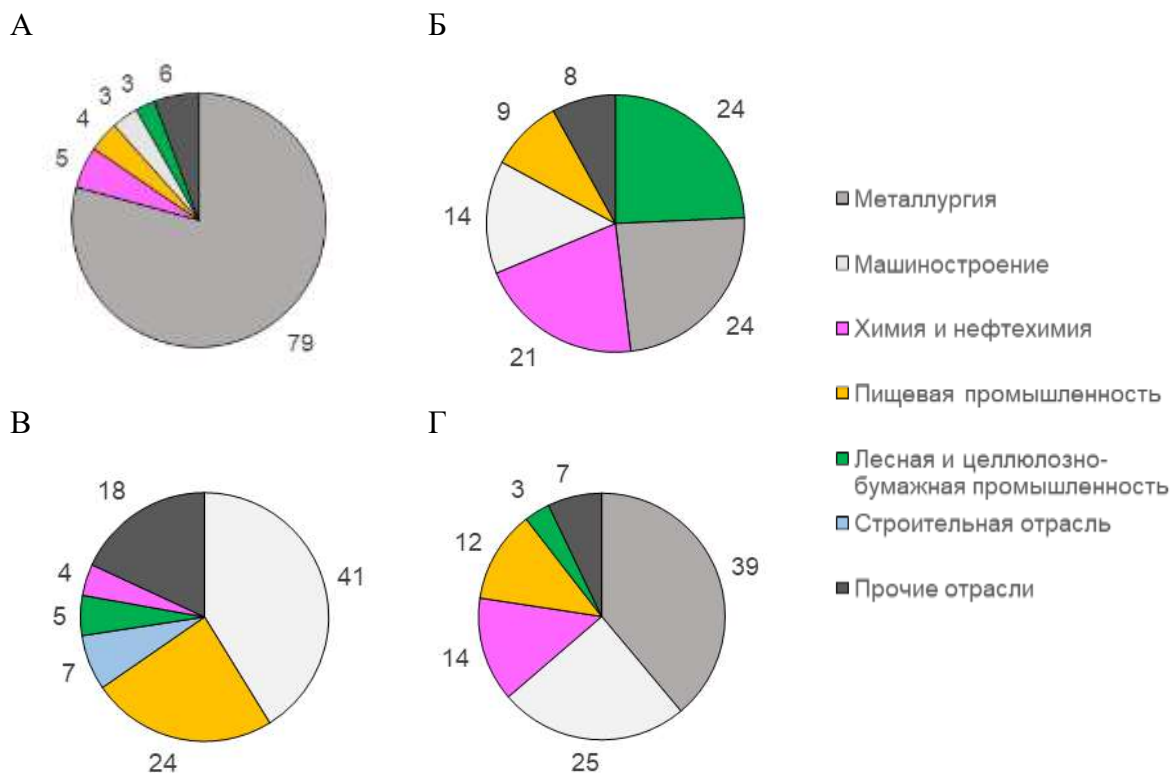 А
Б
3 3 6
4
5
79
8
9
24
14
21
24
Металлургия
Машиностроение
Химия и нефтехимия
Пищевая промышленность
Лесная и целлюлозно-
бумажная промышленность
Строительная отрасль
Прочие отрасли
В
Г
18
4
5
7
24
41
7
3
12
14
25
39